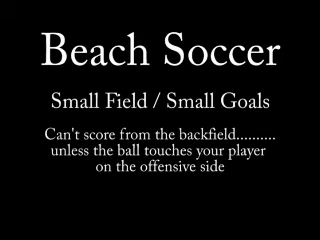 Beach Soccer
Small Field / Small Goals
Can't score from the backfield..........
unless the ball touches your player
on the offensive side